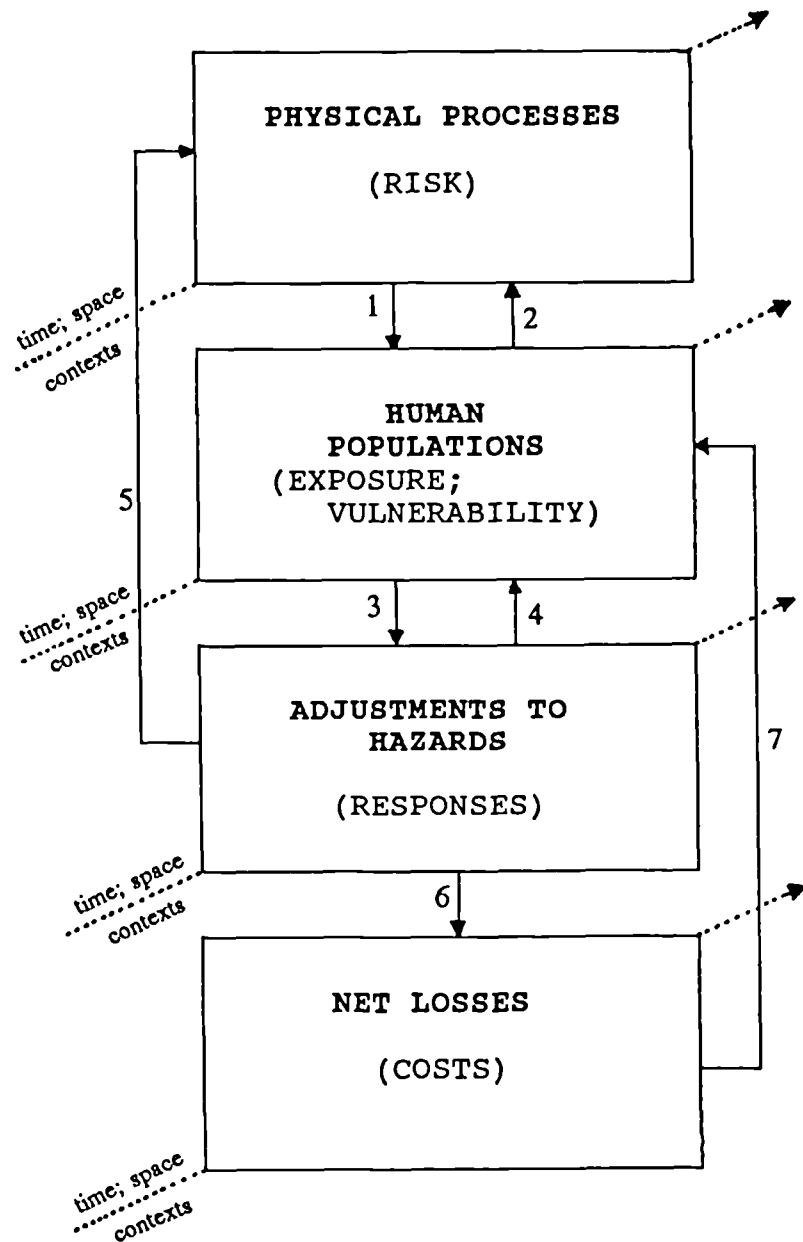 PHYSICAL PROCESSES
(RISK)
time; space
contexts
1
2
HUMAN
POPULATIONS
(EXPOSURE;
VULNERABILITY)
5
time; space
contexts
3
4
ADJUSTMENTS TO
HAZARDS
(RESPONSES)
7
time; space
contexts
6
NET LOSSES
(COSTS)
time; space
contexts